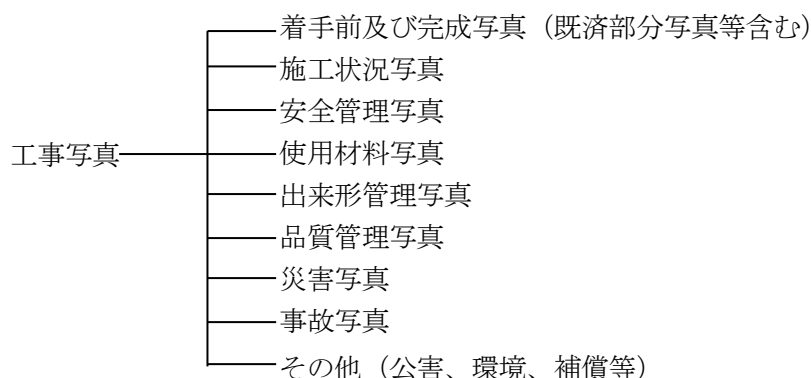 着手前及び完成写真（既済部分写真等含む）
施工状況写真
安全管理写真
工事写真
使用材料写真
出来形管理写真
品質管理写真
災害写真
事故写真
その他（公害、環境、補償等）